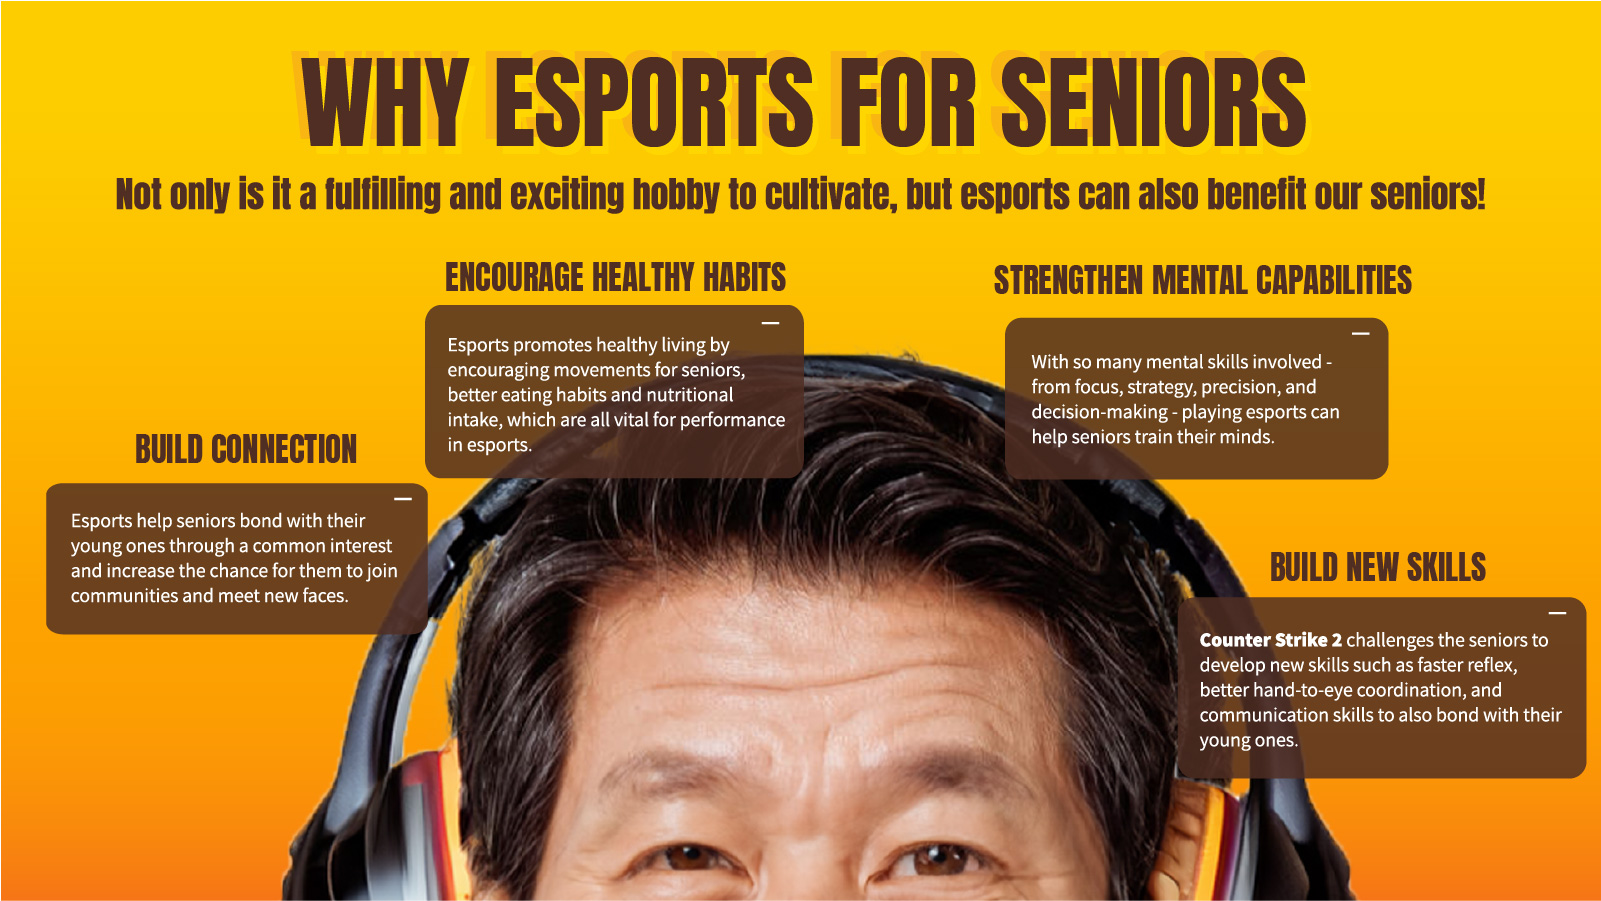 WHY ESPORTS FOR SENIORS
Not only is it a fulfilling and exciting hobby to cultivate, but esports can also benefit our seniors!
ENCOURAGE HEALTHY HABITS
Esports promotes healthy living by
encouraging movements for seniors,
better eating habits and nutritional
intake, which are all vital for performance
in esports.
STRENGTHEN MENTAL CAPABILITIES
With so many mental skills involved -
from focus, strategy, precision, and
decision-making - playing esports can
help seniors train their minds.
BUILD CONNECTION
Esports help seniors bond with their
young ones through a common interest
and increase the chance for them to join
communities and meet new faces.
BUILD NEW SKILLS
Counter Strike 2 challenges the seniors to
develop new skills such as faster reflex,
better hand-to-eye coordination, and
communication skills to also bond with their
young ones.